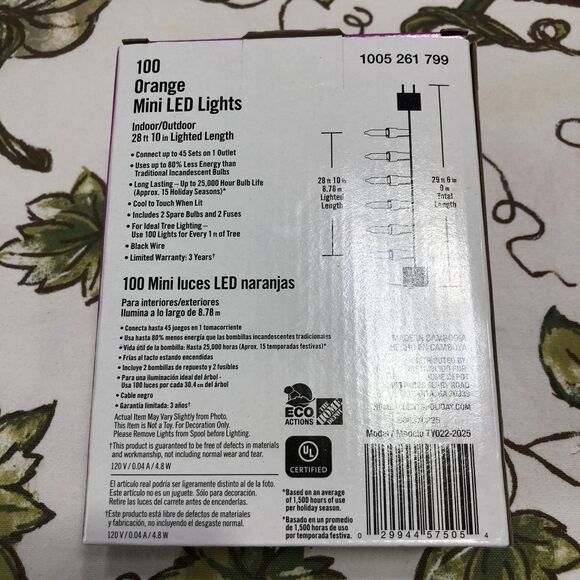 100
Orange
Mini LED Lights
1005 261 799
Indoor/Outdoor
28 ft 10 in Lighted Length
• Connect up to 45 Sets on 1 Outlet
• Uses up to 80% Less Energy than
Traditional Incandescent Bulbs
• Long Lasting – Up to 25,000 Hour Bulb Life
(Approx. 15 Holiday Seasons)*
• Cool to Touch When Lit
• Includes 2 Spare Bulbs and 2 Fuses
• For Ideal Tree Lighting –
Use 100 Lights for Every 1 ft of Tree
• Black Wire
• Limited Warranty: 3 Years†
28 ft 10 in
8.78 m
Lighted
Length
29 ft 6 in
9 m
Total
Length
100 Mini luces LED naranjas
Para interiores/exteriores
Ilumina a lo largo de 8.78 m
• Conecta hasta 45 juegos en 1 tomacorriente
• Usa hasta 80% menos energía que las bombillas incandescentes tradicionales
• Vida útil de la bombilla: Hasta 25,000 horas (Aprox. 15 temporadas festivas)*
• Frías al tacto estando encendidas
• Incluye 2 bombillas de repuesto y 2 fusibles
• Para una iluminación ideal del árbol -
Usa 100 luces por cada 30.4 cm del árbol
• Cable negro
• Garantía limitada: 3 años†
Actual Item May Vary Slightly from Photo.
This Item is Not a Toy. For Decoration Only.
Please Remove Lights from Spool before Lighting.
†This product is guaranteed to be free of defects in materials
and workmanship, not including normal wear and tear.
120 V / 0.04 A / 4.8 W
El artículo real podría ser ligeramente distinto al de la foto.
Este artículo no es un juguete. Sólo para decoración.
Retire las luces del carrete antes de encenderlas.
†Este producto está libre de defectos de materiales
y fabricación, no incluyendo el desgaste normal.
120 V / 0.04 A / 4.8 W
ECO
ACTIONS
UL
CERTIFIED
*Based on an average
of 1,500 hours of use
per holiday season.
*Basado en un promedio
de 1,500 horas de uso
por temporada festiva.
MADE IN CAMBODIA
HECHO EN CAMBOYA
DISTRIBUTED BY
HOME DEPOT
FERRY ROAD
ATLANTA, GA 30339
Model / Modelo TY022-2025
0 29944 57505 4